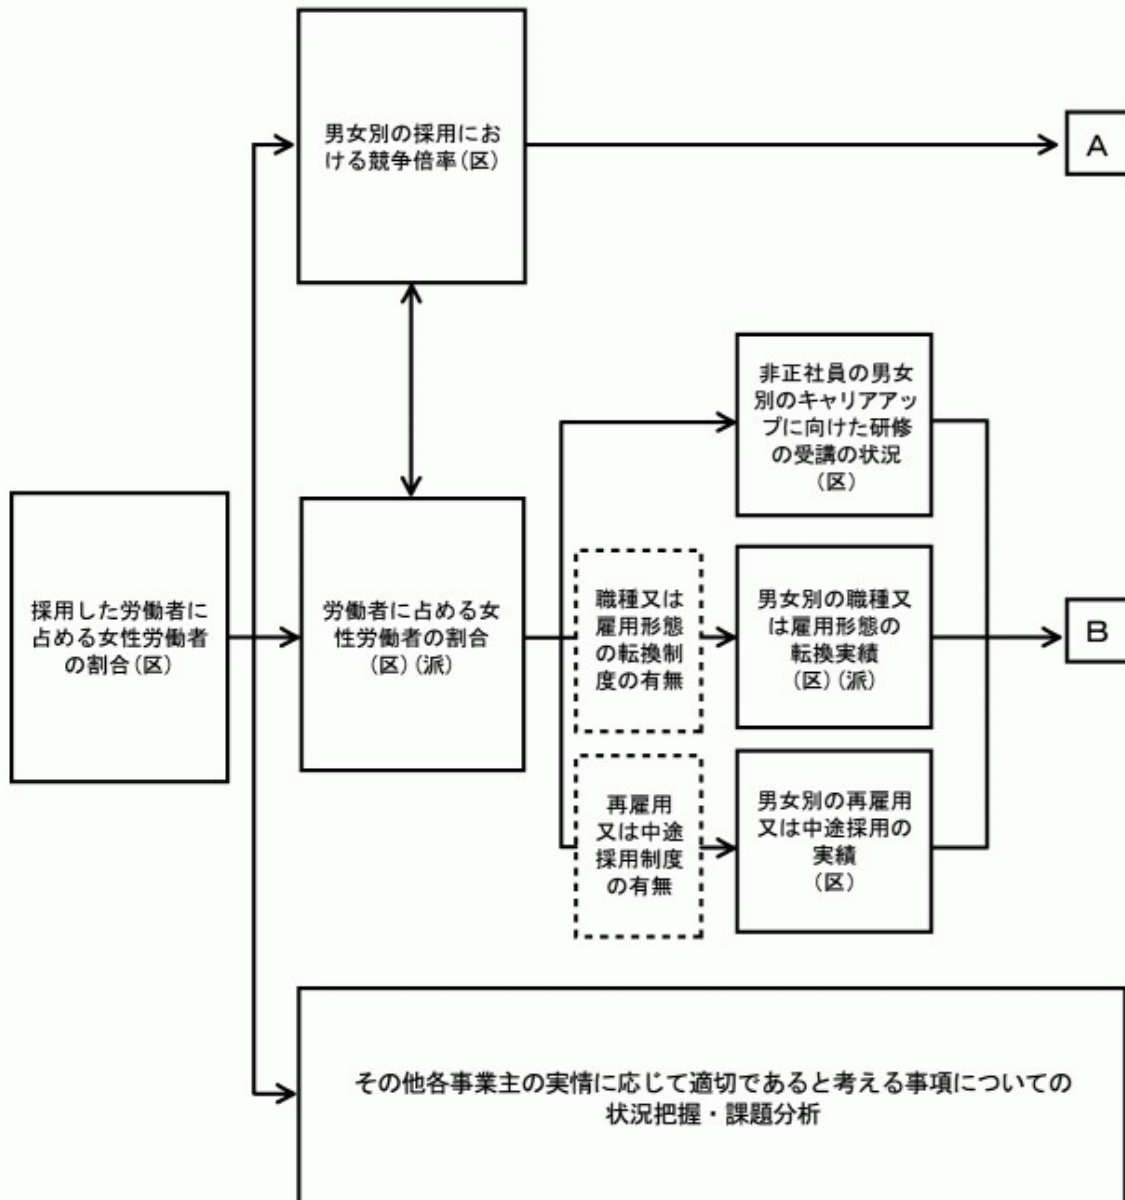 男女別の採用にお
ける競争倍率(区)
A
非正社員の男女
別のキャリアアッ
プに向けた研修
の受講の状況
(区)
採用した労働者に
占める女性労働者
の割合(区)
労働者に占める女
性労働者の割合
(区)(派)
職種又は
雇用形態
の転換制
度の有無
男女別の職種又
は雇用形態の
転換実績
(区)(派)
B
再雇用
又は中途
採用制度
の有無
男女別の再雇用
又は中途採用の
実績
(区)
その他各事業主の実情に応じて適切であると考える事項についての
状況把握・課題分析